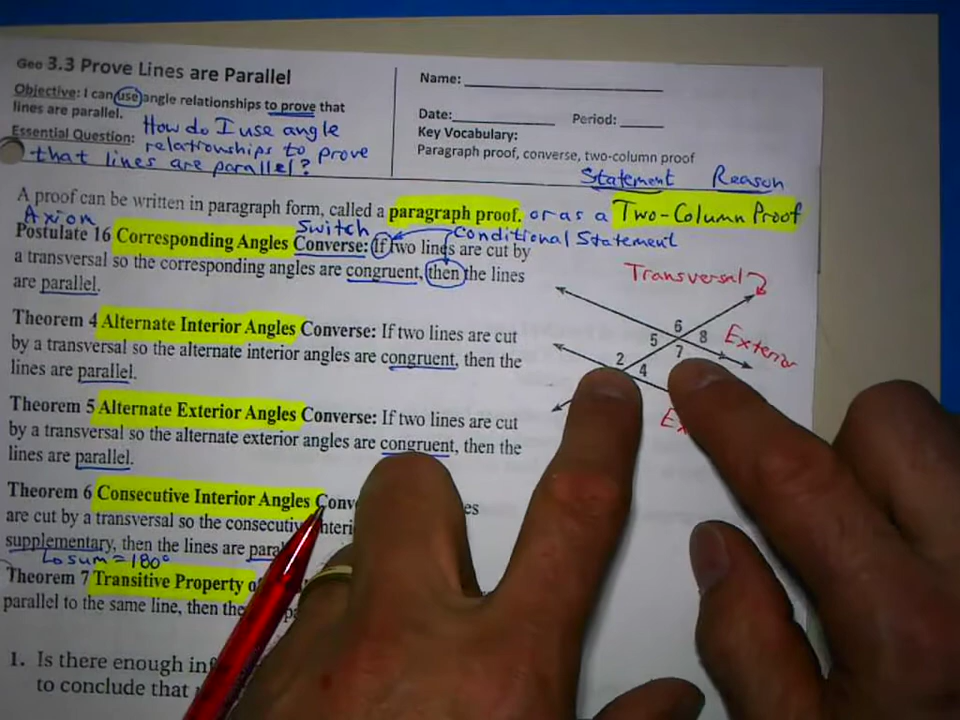 Geo 3.3 Prove Lines are Parallel
Objective: I can use angle relationships to prove that
lines are parallel.
Essential Question: How do I use angle
relationships to prove
that lines are parallel?
Name:
Date: Period:
Key Vocabulary:
Paragraph proof, converse, two-column proof
Statement Reason
A proof can be written in paragraph form, called a paragraph proof. or as a Two-Column Proof
Axiom Switch
Postulate 16 Corresponding Angles Converse: If two lines are cut by
Conditional Statement
a transversal so the corresponding angles are congruent, then the lines
are parallel.
Theorem 4 Alternate Interior Angles Converse: If two lines are cut
by a transversal so the alternate interior angles are congruent, then the
lines are parallel.
Theorem 5 Alternate Exterior Angles Converse: If two lines are cut
by a transversal so the alternate exterior angles are congruent, then the
lines are parallel.
Theorem 6 Consecutive Interior Angles
are cut by a transversal so the consecutive
supplementary, then the lines are
sum = 180°
Theorem 7 Transitive Property
parallel to the same line, then the
1. Is there enough
to conclude that
Transversal
6
5 8
Exterior
7
2
4